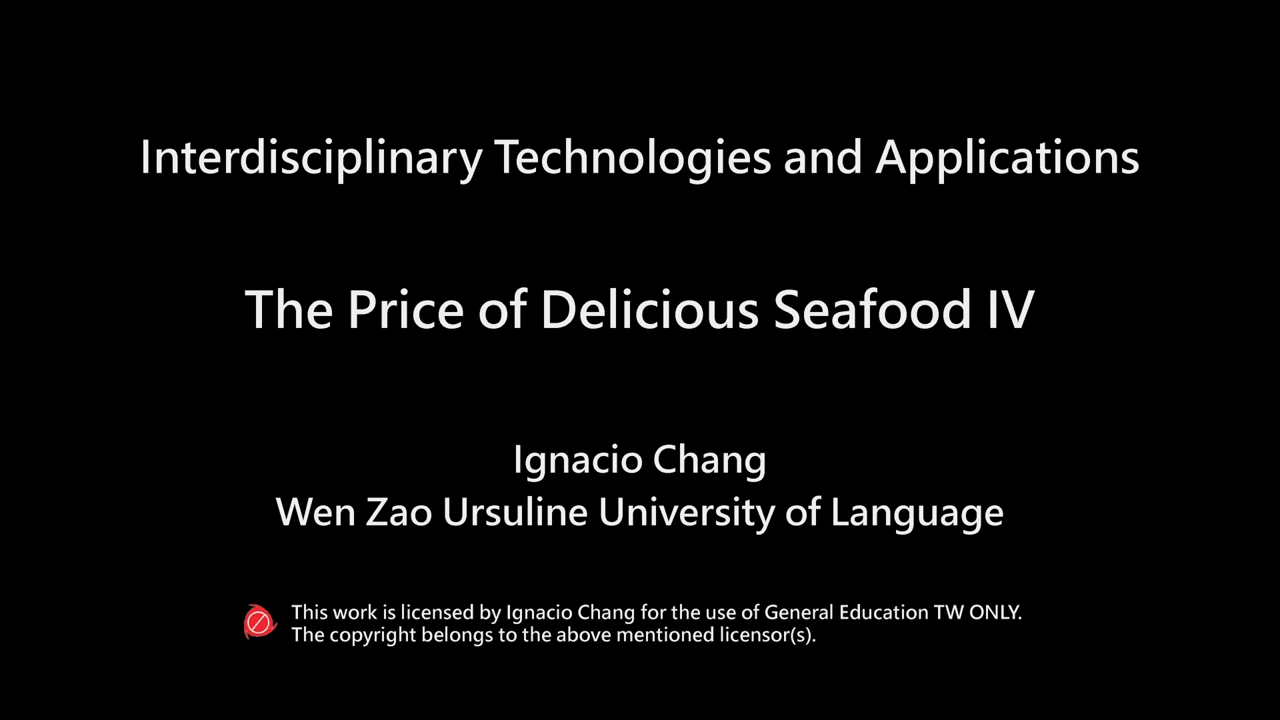 Interdisciplinary Technologies and Applications
The Price of Delicious Seafood IV
Ignacio Chang
Wen Zao Ursuline University of Language
This work is licensed by Ignacio Chang for the use of General Education TW ONLY.
The copyright belongs to the above mentioned licensor(s).